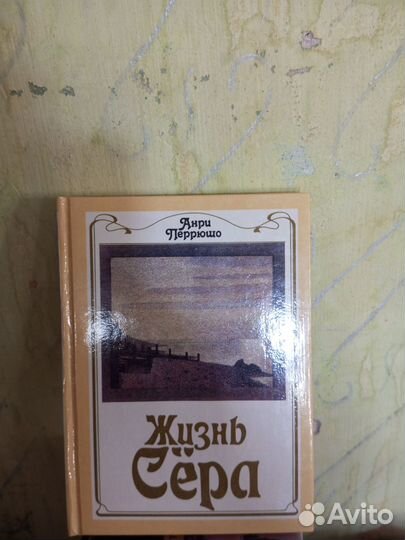 Анри
Перрюшо
Жизнь
Сёра
Avito